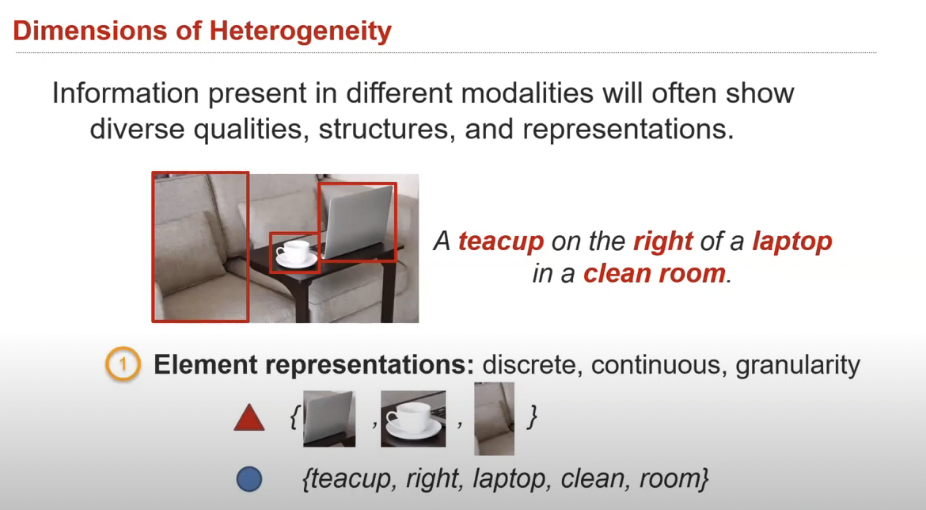 Dimensions of Heterogeneity
Information present in different modalities will often show
diverse qualities, structures, and representations.
A teacup on the right of a laptop
in a clean room.
1 Element representations: discrete, continuous, granularity
{ , , }
{teacup, right, laptop, clean, room}